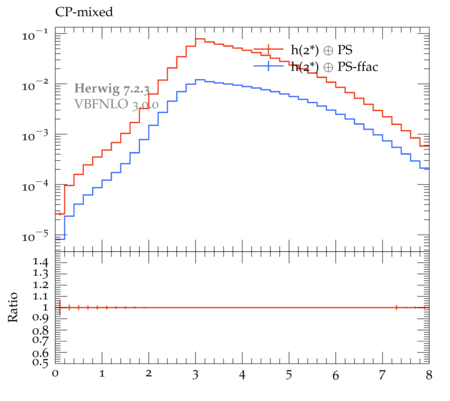 CP-mixed
10⁻¹
h(2*) ⊕ PS
h(2*) ⊕ PS-ffac
10⁻²
Herwig 7.2.3
VBFNLO 3.0.0
10⁻³
10⁻⁴
10⁻⁵
1.4
1.3
1.2
1.1
1
0.9
0.8
0.7
0.6
0.5
Ratio
0 1 2 3 4 5 6 7 8